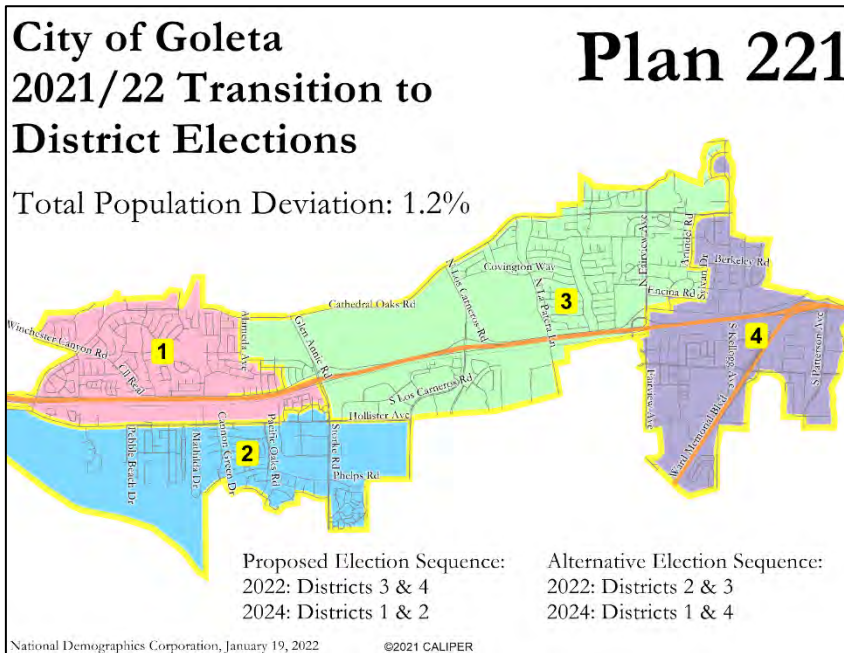 City of Goleta
2021/22 Transition to
District Elections
Plan 221
Total Population Deviation: 1.2%
Berkeley Rd
Arundel Rd
N Fairview Ave
Covington Way
Sylvan Dr
Encina Rd
N Los Carneros Rd
N La Patera Ln
3
Cathedral Oaks Rd
Glen Annie Rd
Alameda Ave
Winchester Canyon Rd
1
4
S Kellogg Ave
S Patterson Ave
Fairview Ave
Ward Memorial Blvd
S Los Carneros Rd
Hollister Ave
Storke Rd
Pacific Oaks Rd
Cannon Green Dr
Mathilda Dr
Pebble Beach Dr
2
Phelps Rd
Proposed Election Sequence:
2022: Districts 3 & 4
2024: Districts 1 & 2
Alternative Election Sequence:
2022: Districts 2 & 3
2024: Districts 1 & 4
National Demographics Corporation, January 19, 2022
©2021 CALIPER